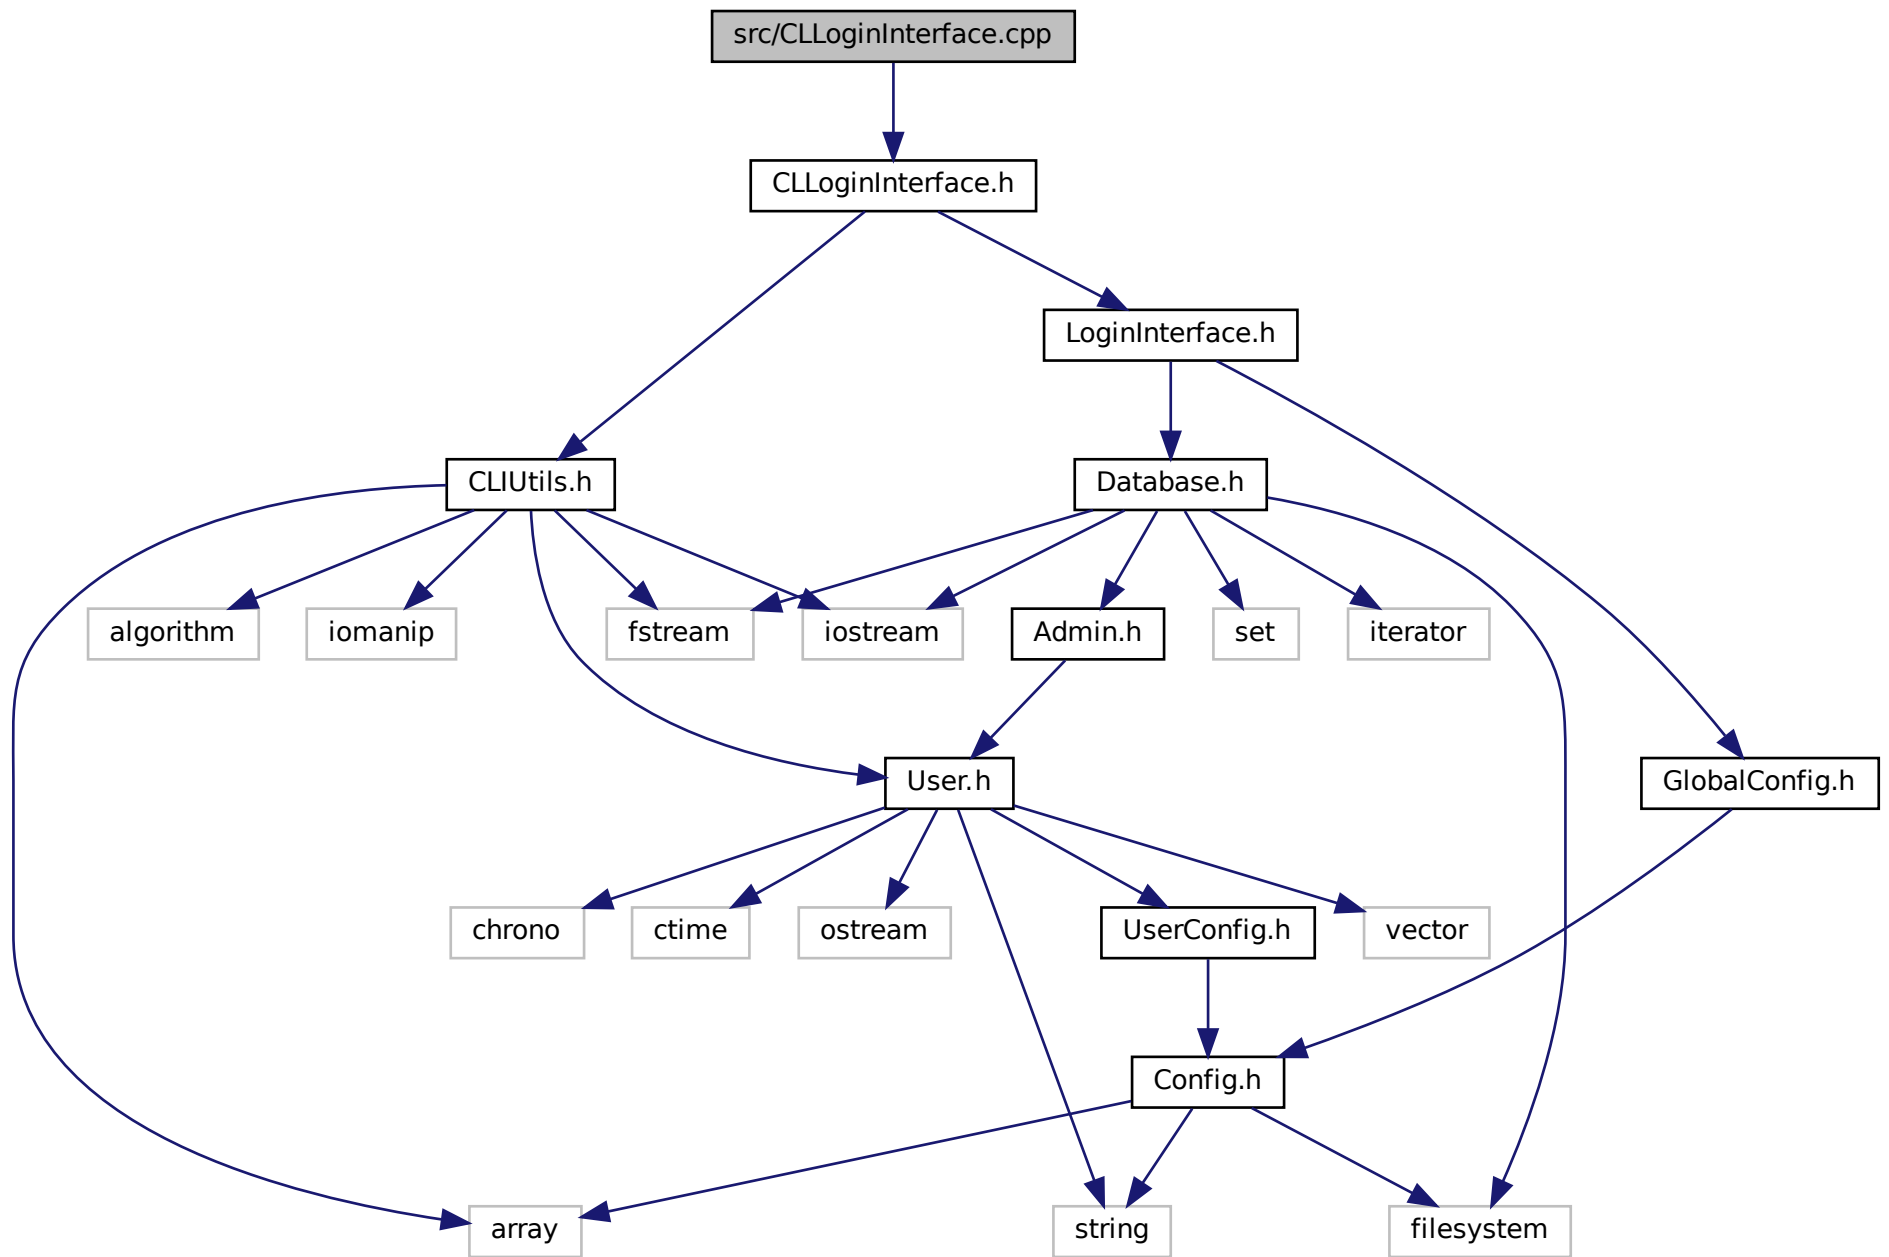 src/CLLoginInterface.cpp
CLLoginInterface.h
LoginInterface.h
CLIUtils.h
Database.h
algorithm
iomanip
fstream
iostream
Admin.h
set
iterator
User.h
GlobalConfig.h
chrono
ctime
ostream
UserConfig.h
vector
Config.h
array
string
filesystem